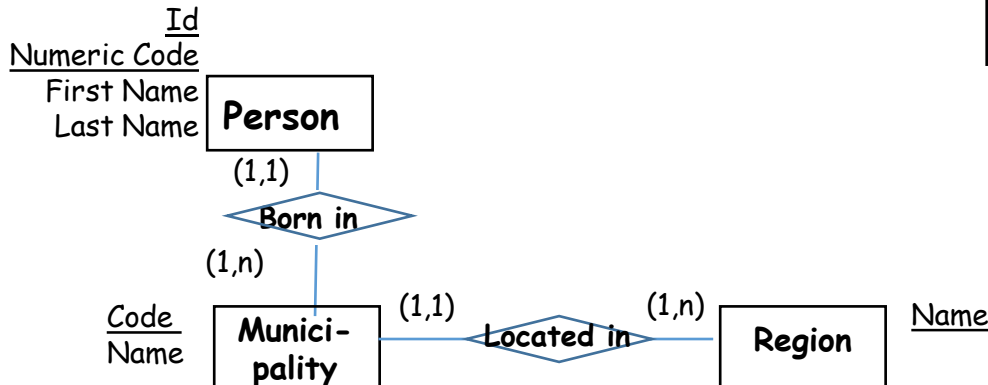 Id
Numeric Code
First Name
Last Name
Person
(1,1)
Born in
(1,n)
Code
Name
Munici-
pality
(1,1)
Located in
(1,n)
Region
Name